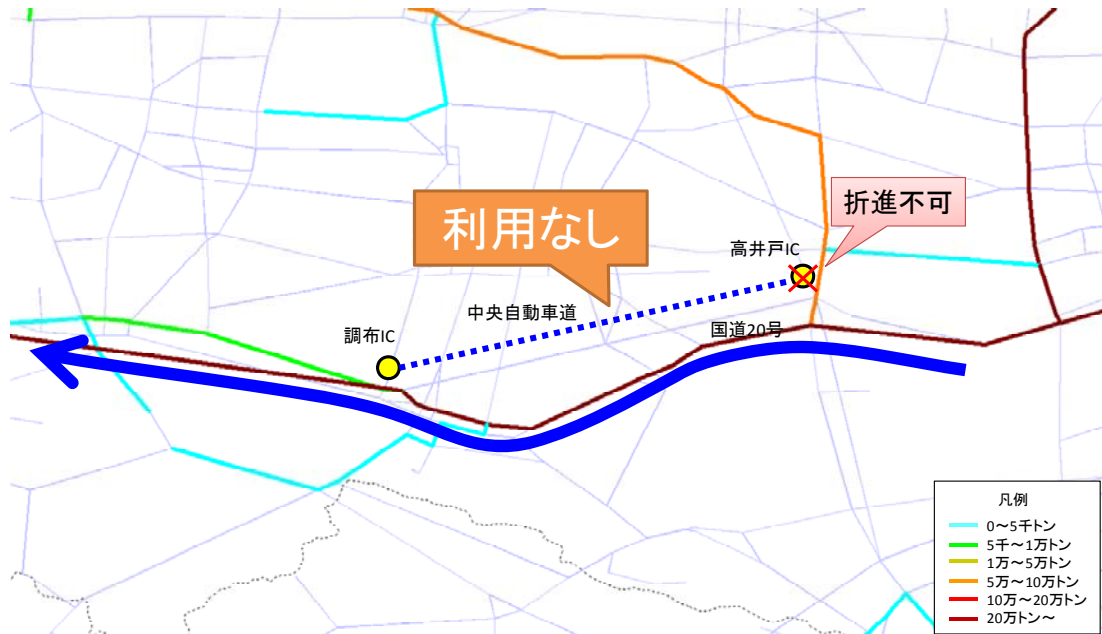 折進不可
利用なし
高井戸IC
中央自動車道
国道20号
調布IC
凡例
0～5千トン
5千～1万トン
1万～5万トン
5万～10万トン
10万～20万トン
20万トン～